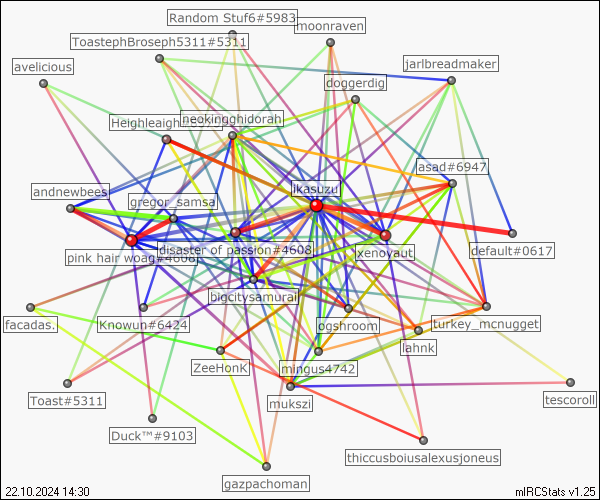 Random Stuf6#5983
moonraven
ToastephBroseph5311#5311
jarlbreadmaker
avelicious
doggerdig
neokingghidorah
asad#6947
ikasuzu
andnewbees
gregor_samsa
disaster of passion#4608
default#0617
pink hair woag#4606
xenoyaut
bigcitysamurai
facadas.
Knowun#6424
ogshroom
turkey_mcnugget
lahnk
ZeeHonK
mingus4742
Toast#5311
mukszi
tescoroll
Duck™#9103
thiccusboiusalexusjoneus
gazpachoman
22.10.2024 14:30
mIRCStats v1.25